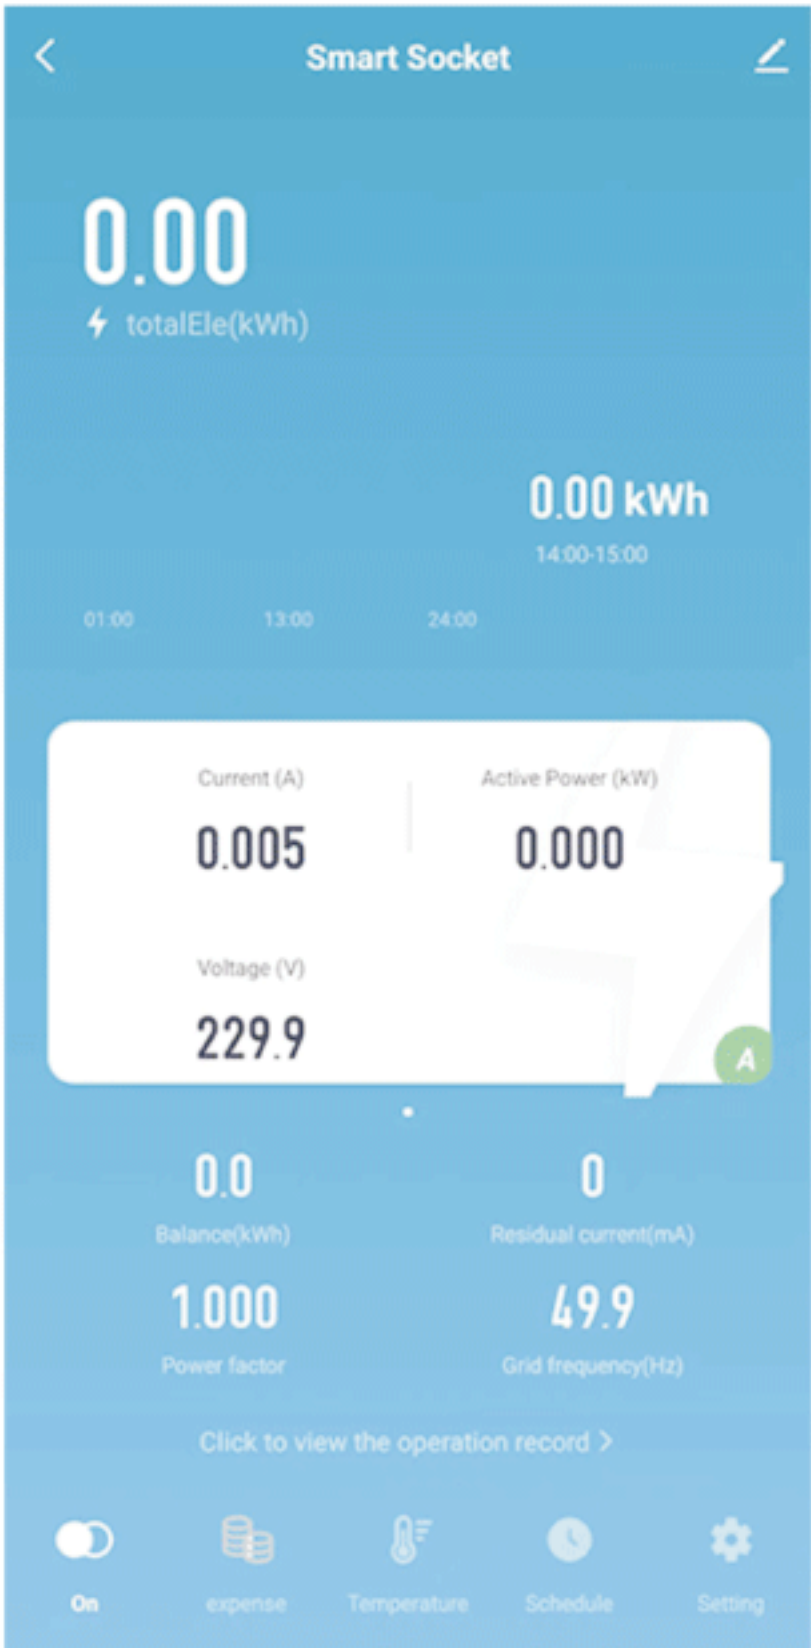 Smart Socket
0.00
totalEle(kWh)
0.00 kWh
14:00-15:00
01:00 13:00 24:00
Current (A) Active Power (kW)
0.005 0.000
Voltage (V)
229.9
A
0.0 0
Balance(kWh) Residual current(mA)
1.000 49.9
Power factor Grid frequency(Hz)
Click to view the operation record >
On expense Temperature Schedule Setting